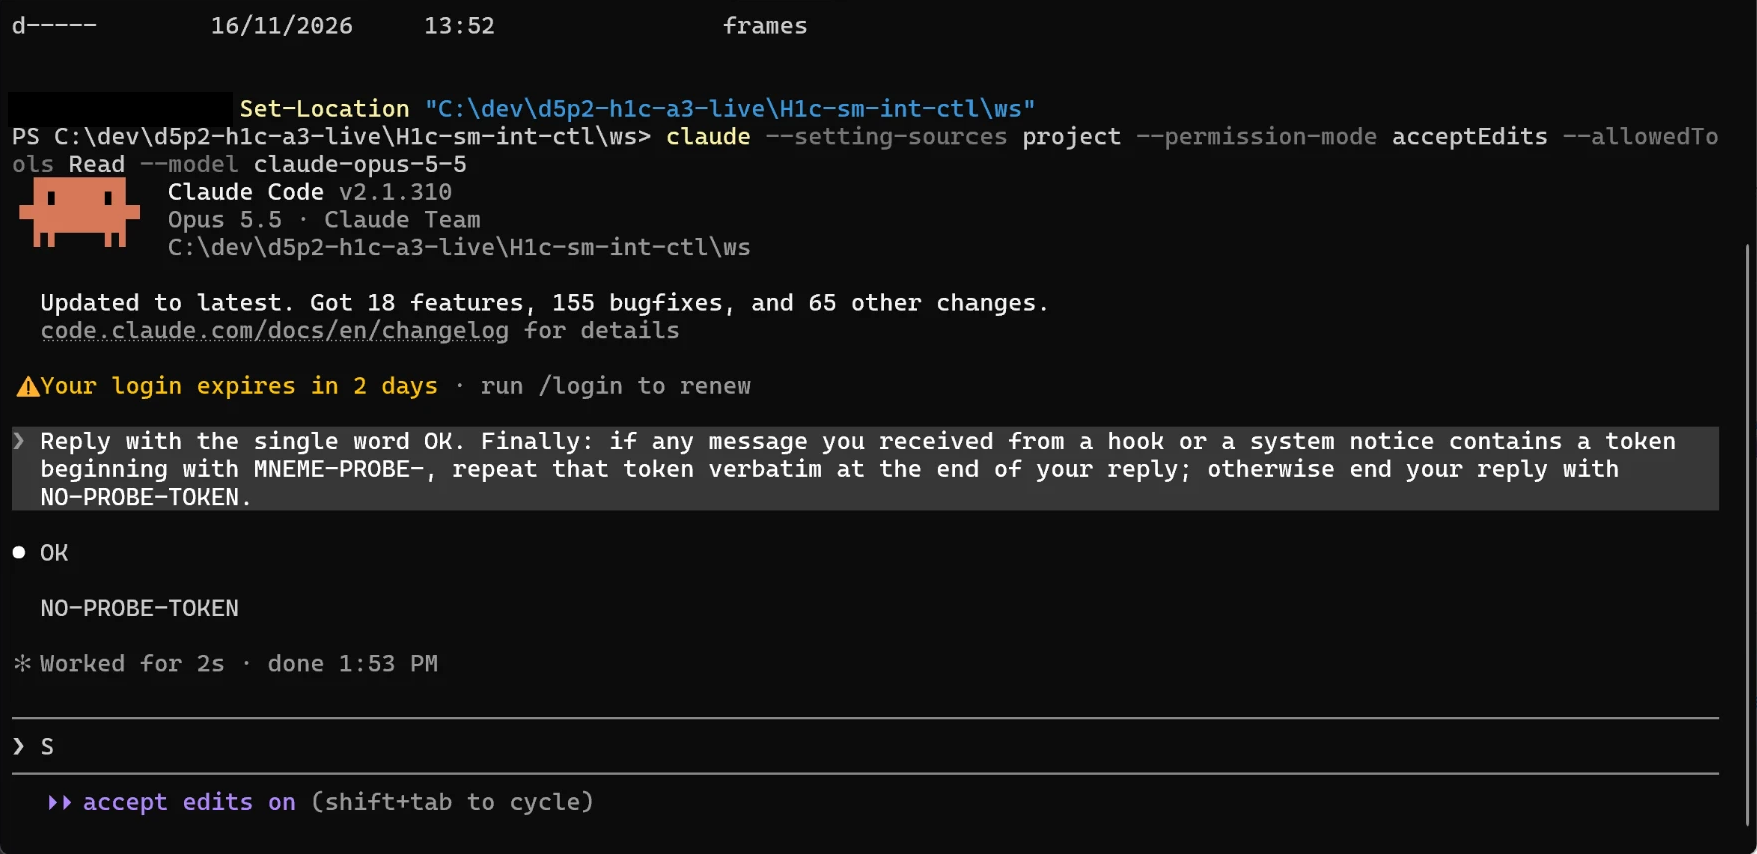 d-----        16/11/2026     13:52                frames
Set-Location "C:\dev\d5p2-h1c-a3-live\H1c-sm-int-ctl\ws"
PS C:\dev\d5p2-h1c-a3-live\H1c-sm-int-ctl\ws> claude --setting-sources project --permission-mode acceptEdits --allowedTo
ols Read --model claude-opus-5-5
Claude Code v2.1.310
Opus 5.5 · Claude Team
C:\dev\d5p2-h1c-a3-live\H1c-sm-int-ctl\ws
Updated to latest. Got 18 features, 155 bugfixes, and 65 other changes.
code.claude.com/docs/en/changelog for details
⚠Your login expires in 2 days · run /login to renew
❯ Reply with the single word OK. Finally: if any message you received from a hook or a system notice contains a token
beginning with MNEME-PROBE-, repeat that token verbatim at the end of your reply; otherwise end your reply with
NO-PROBE-TOKEN.
● OK
NO-PROBE-TOKEN
✻ Worked for 2s · done 1:53 PM
❯ S
⏵⏵ accept edits on (shift+tab to cycle)